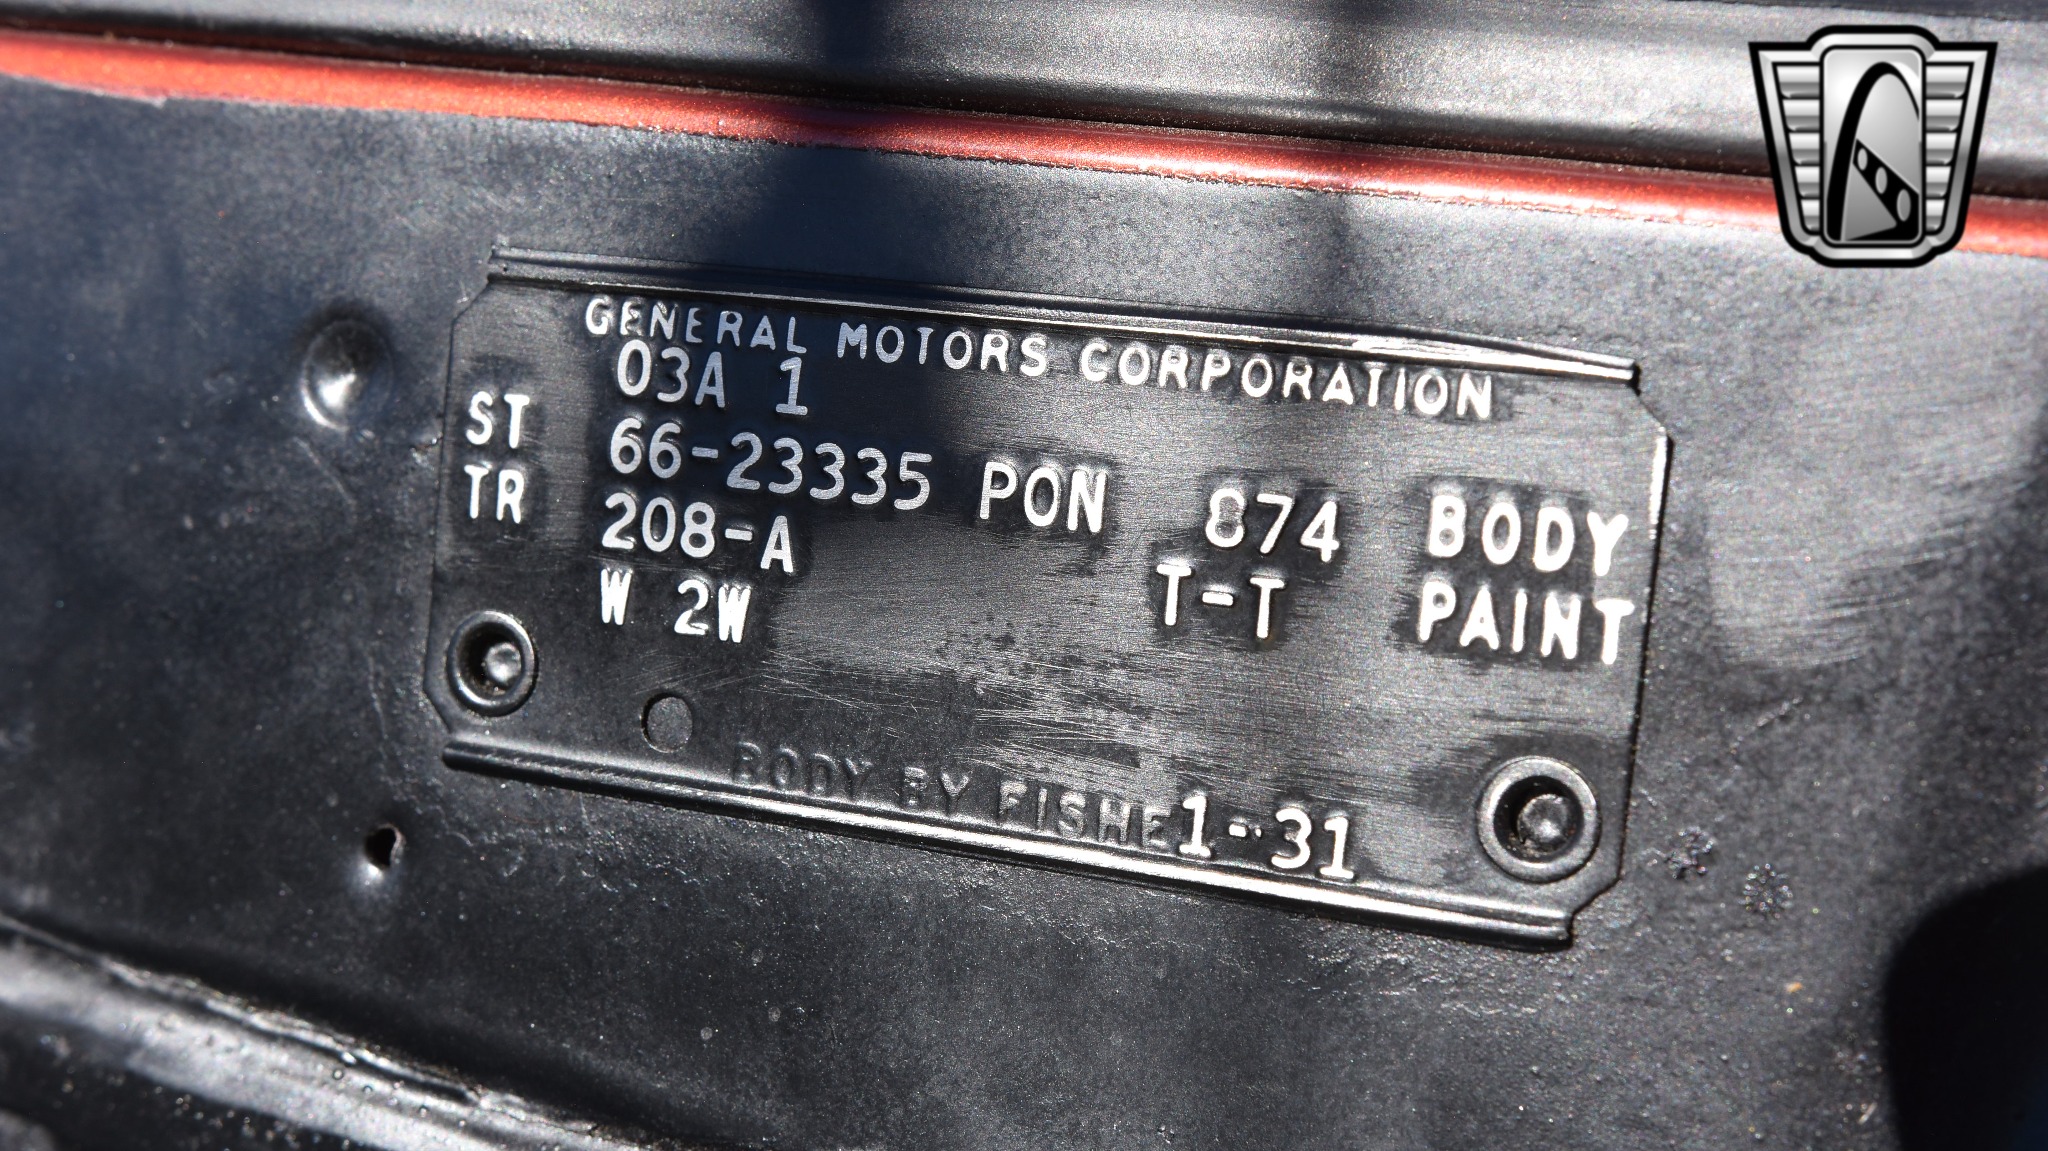 GENERAL MOTORS CORPORATION
03A 1
ST 66-23335 PON 874 BODY
TR 208-A T-T PAINT
W 2W
BODY BY FISHE1-31